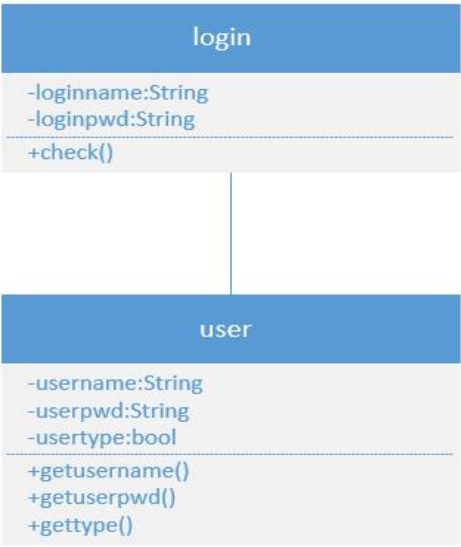 login
-loginname:String
-loginpwd:String
+check()
user
-username:String
-userpwd:String
-usertype:bool
+getusername()
+getuserpwd()
+gettype()